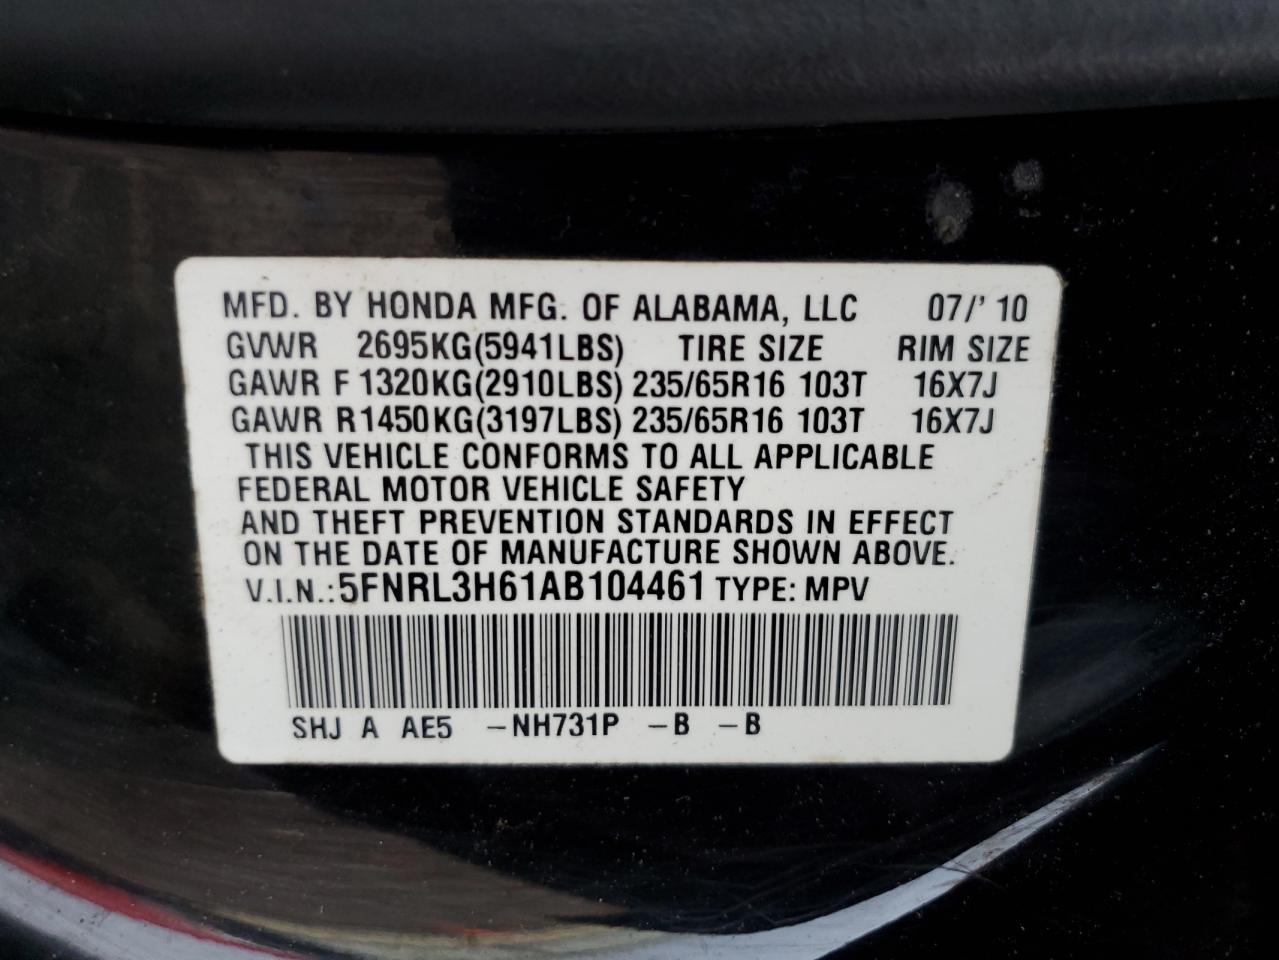 MFD. BY HONDA MFG. OF ALABAMA, LLC 07/'10
GVWR 2695KG(5941LBS) TIRE SIZE RIM SIZE
GAWR F 1320KG(2910LBS) 235/65R16 103T 16X7J
GAWR R1450KG(3197LBS) 235/65R16 103T 16X7J
THIS VEHICLE CONFORMS TO ALL APPLICABLE
FEDERAL MOTOR VEHICLE SAFETY
AND THEFT PREVENTION STANDARDS IN EFFECT
ON THE DATE OF MANUFACTURE SHOWN ABOVE.
V.I.N.:5FNRL3H61AB104461 TYPE: MPV
SHJ A AE5 -NH731P -B -B